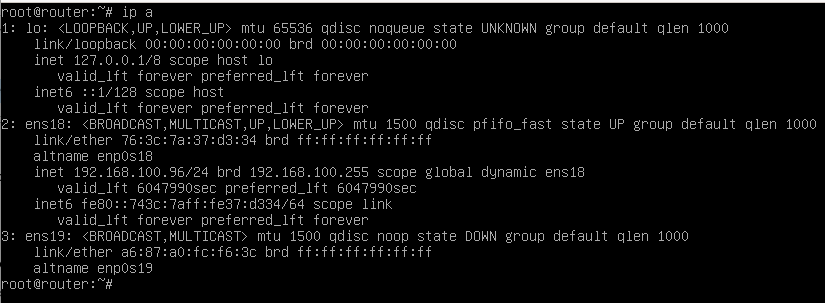 root@router:~# ip a
1: lo: <LOOPBACK,UP,LOWER_UP> mtu 65536 qdisc noqueue state UNKNOWN group default qlen 1000
    link/loopback 00:00:00:00:00:00 brd 00:00:00:00:00:00
    inet 127.0.0.1/8 scope host lo
       valid_lft forever preferred_lft forever
    inet6 ::1/128 scope host
       valid_lft forever preferred_lft forever
2: ens18: <BROADCAST,MULTICAST,UP,LOWER_UP> mtu 1500 qdisc pfifo_fast state UP group default qlen 1000
    link/ether 76:3c:7a:37:d3:34 brd ff:ff:ff:ff:ff:ff
    altname enp0s18
    inet 192.168.100.96/24 brd 192.168.100.255 scope global dynamic ens18
       valid_lft 6047990sec preferred_lft 6047990sec
    inet6 fe80::743c:7aff:fe37:d334/64 scope link
       valid_lft forever preferred_lft forever
3: ens19: <BROADCAST,MULTICAST> mtu 1500 qdisc noop state DOWN group default qlen 1000
    link/ether a6:87:a0:fc:f6:3c brd ff:ff:ff:ff:ff:ff
    altname enp0s19
root@router:~#